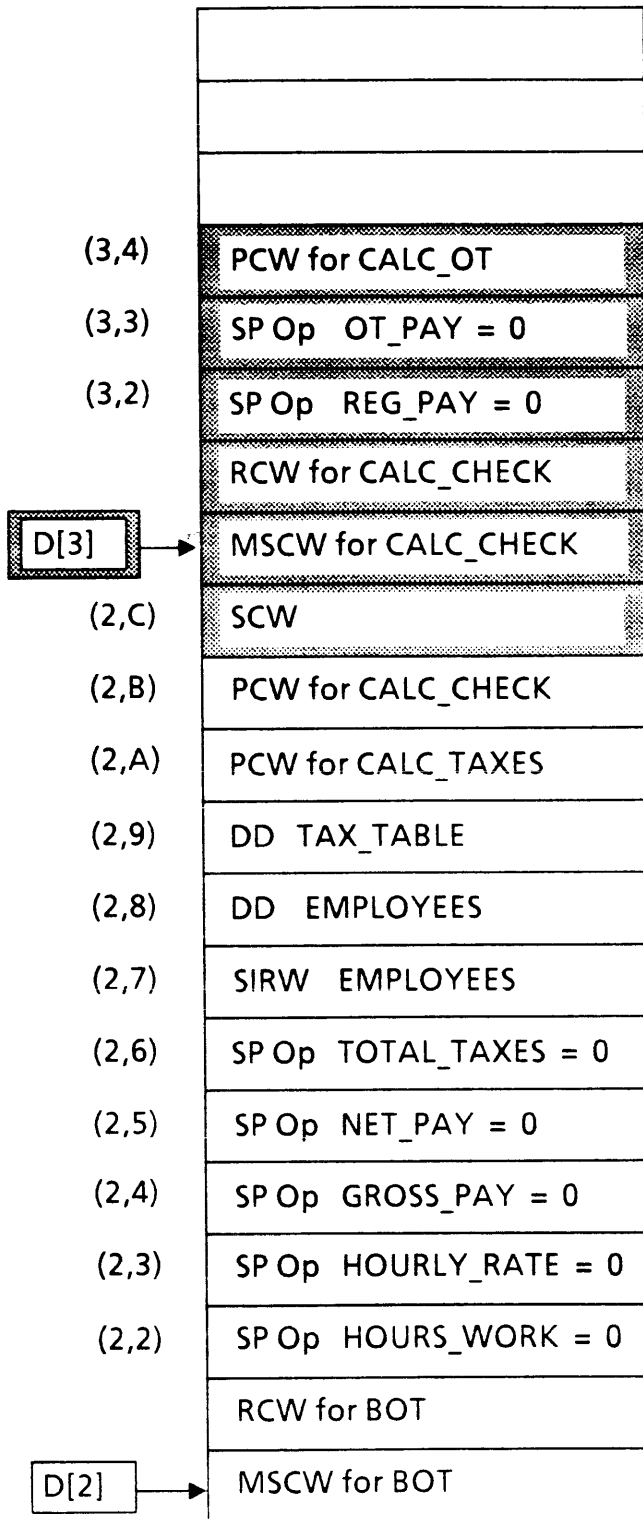 (3,4) PCW for CALC_OT
(3,3) SP Op OT_PAY = 0
(3,2) SP Op REG_PAY = 0
RCW for CALC_CHECK
D[3] MSCW for CALC_CHECK
(2,C) SCW
(2,B) PCW for CALC_CHECK
(2,A) PCW for CALC_TAXES
(2,9) DD TAX_TABLE
(2,8) DD EMPLOYEES
(2,7) SIRW EMPLOYEES
(2,6) SP Op TOTAL_TAXES = 0
(2,5) SP Op NET_PAY = 0
(2,4) SP Op GROSS_PAY = 0
(2,3) SP Op HOURLY_RATE = 0
(2,2) SP Op HOURS_WORK = 0
RCW for BOT
D[2] MSCW for BOT